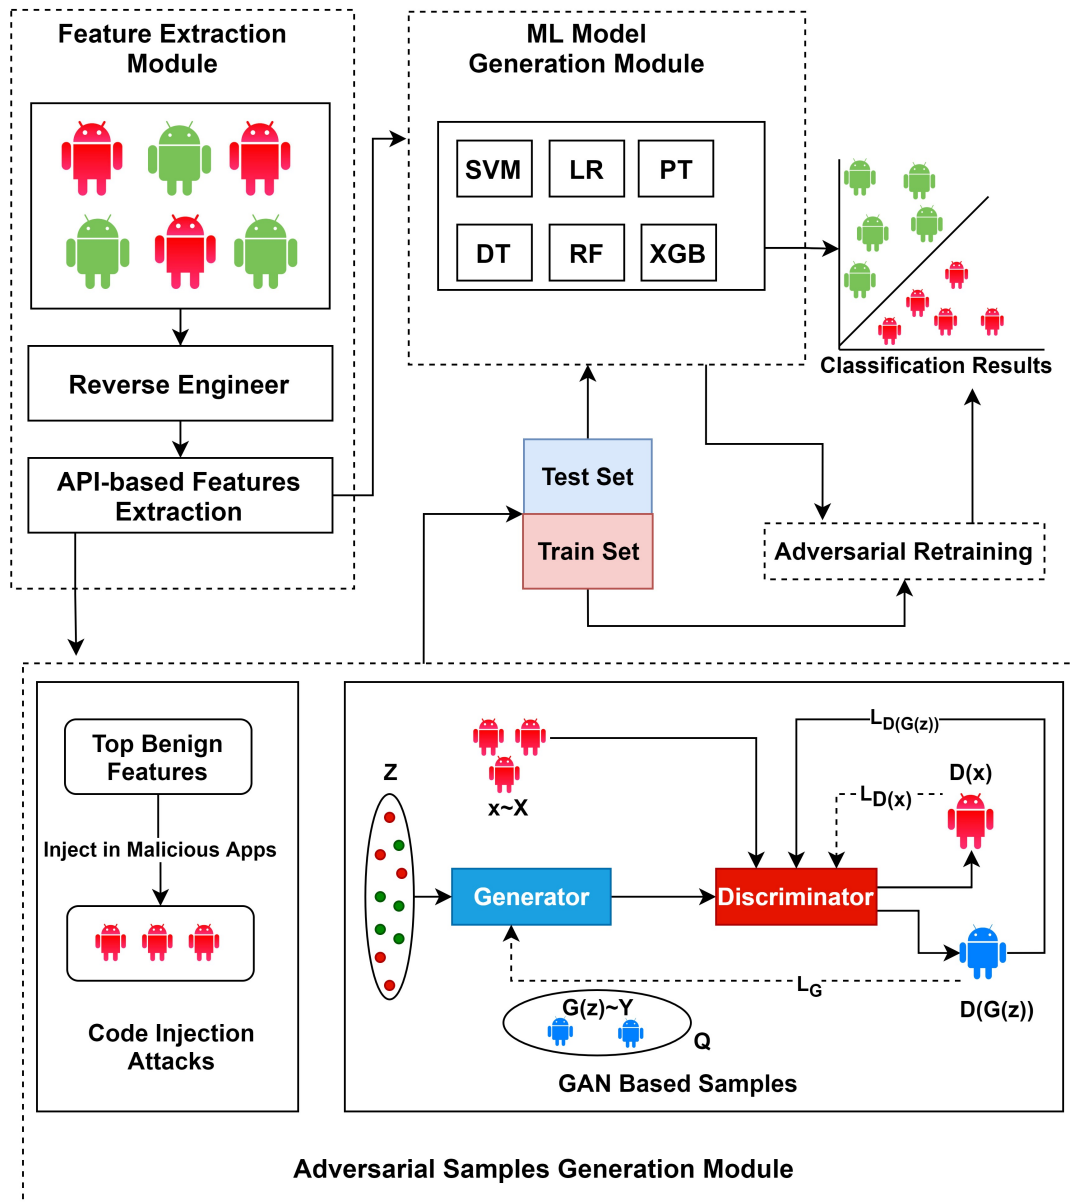 Feature Extraction
Module
Reverse Engineer
API-based Features
Extraction
ML Model
Generation Module
SVM
LR
PT
DT
RF
XGB
Classification Results
Test Set
Train Set
Adversarial Retraining
Top Benign
Features
Inject in Malicious Apps
Code Injection
Attacks
Z
x~X
Generator
Discriminator
LD(G(z))
LD(x)
D(x)
D(G(z))
LG
G(z)~Y
Q
GAN Based Samples
Adversarial Samples Generation Module